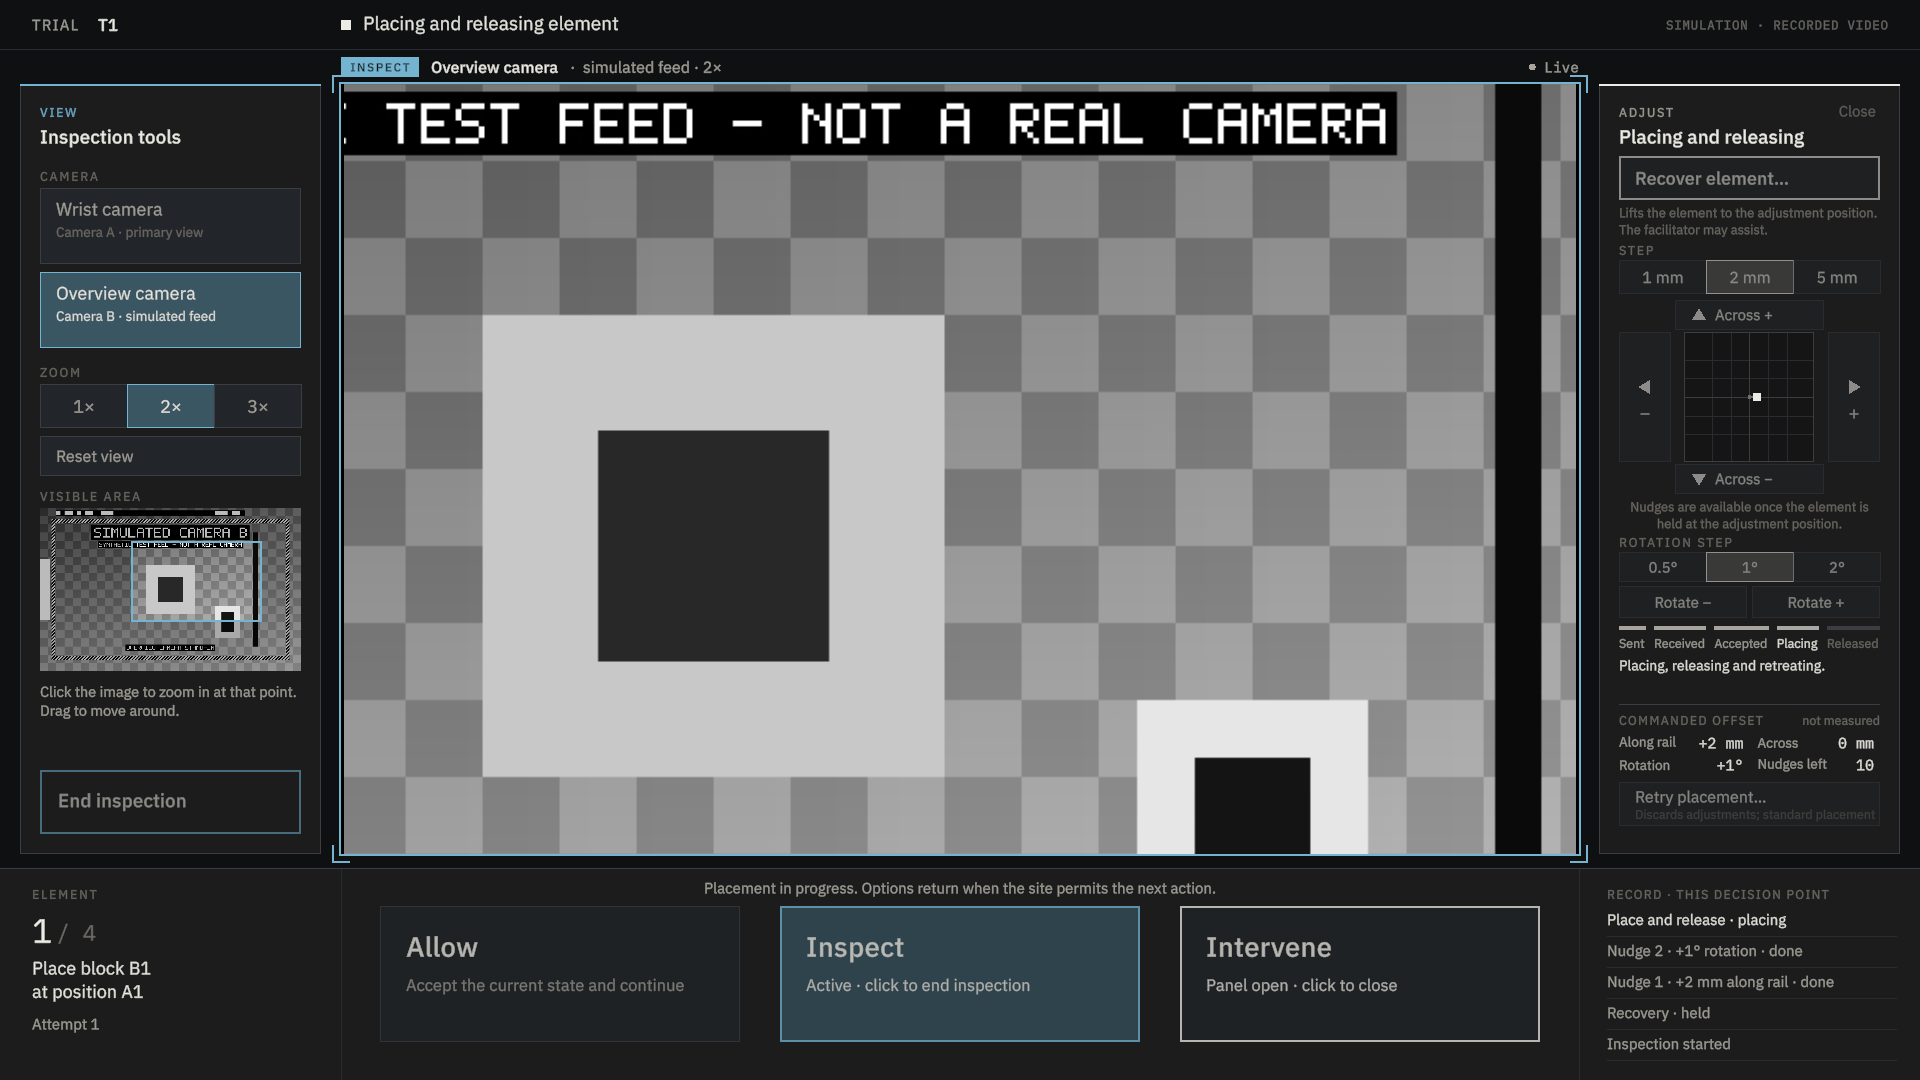 TRIAL T1
Placing and releasing element
SIMULATION · RECORDED VIDEO
INSPECT Overview camera · simulated feed · 2×
Live
VIEW
Inspection tools
CAMERA
Wrist camera
Camera A · primary view
Overview camera
Camera B · simulated feed
ZOOM
1× 2× 3×
Reset view
VISIBLE AREA
SIMULATED CAMERA B
TEST FEED - NOT A REAL CAMERA
Click the image to zoom in at that point.
Drag to move around.
End inspection
TEST FEED - NOT A REAL CAMERA
ADJUST
Close
Placing and releasing
Recover element...
Lifts the element to the adjustment position.
The facilitator may assist.
STEP
1 mm 2 mm 5 mm
▲ Across +
◀ −
▶ +
▼ Across −
Nudges are available once the element is
held at the adjustment position.
ROTATION STEP
0.5° 1° 2°
Rotate − Rotate +
Sent Received Accepted Placing Released
Placing, releasing and retreating.
COMMANDED OFFSET not measured
Along rail +2 mm Across 0 mm
Rotation +1° Nudges left 10
Retry placement...
Discards adjustments; standard placement
ELEMENT
1 / 4
Place block B1
at position A1
Attempt 1
Placement in progress. Options return when the site permits the next action.
Allow
Accept the current state and continue
Inspect
Active · click to end inspection
Intervene
Panel open · click to close
RECORD · THIS DECISION POINT
Place and release · placing
Nudge 2 · +1° rotation · done
Nudge 1 · +2 mm along rail · done
Recovery · held
Inspection started